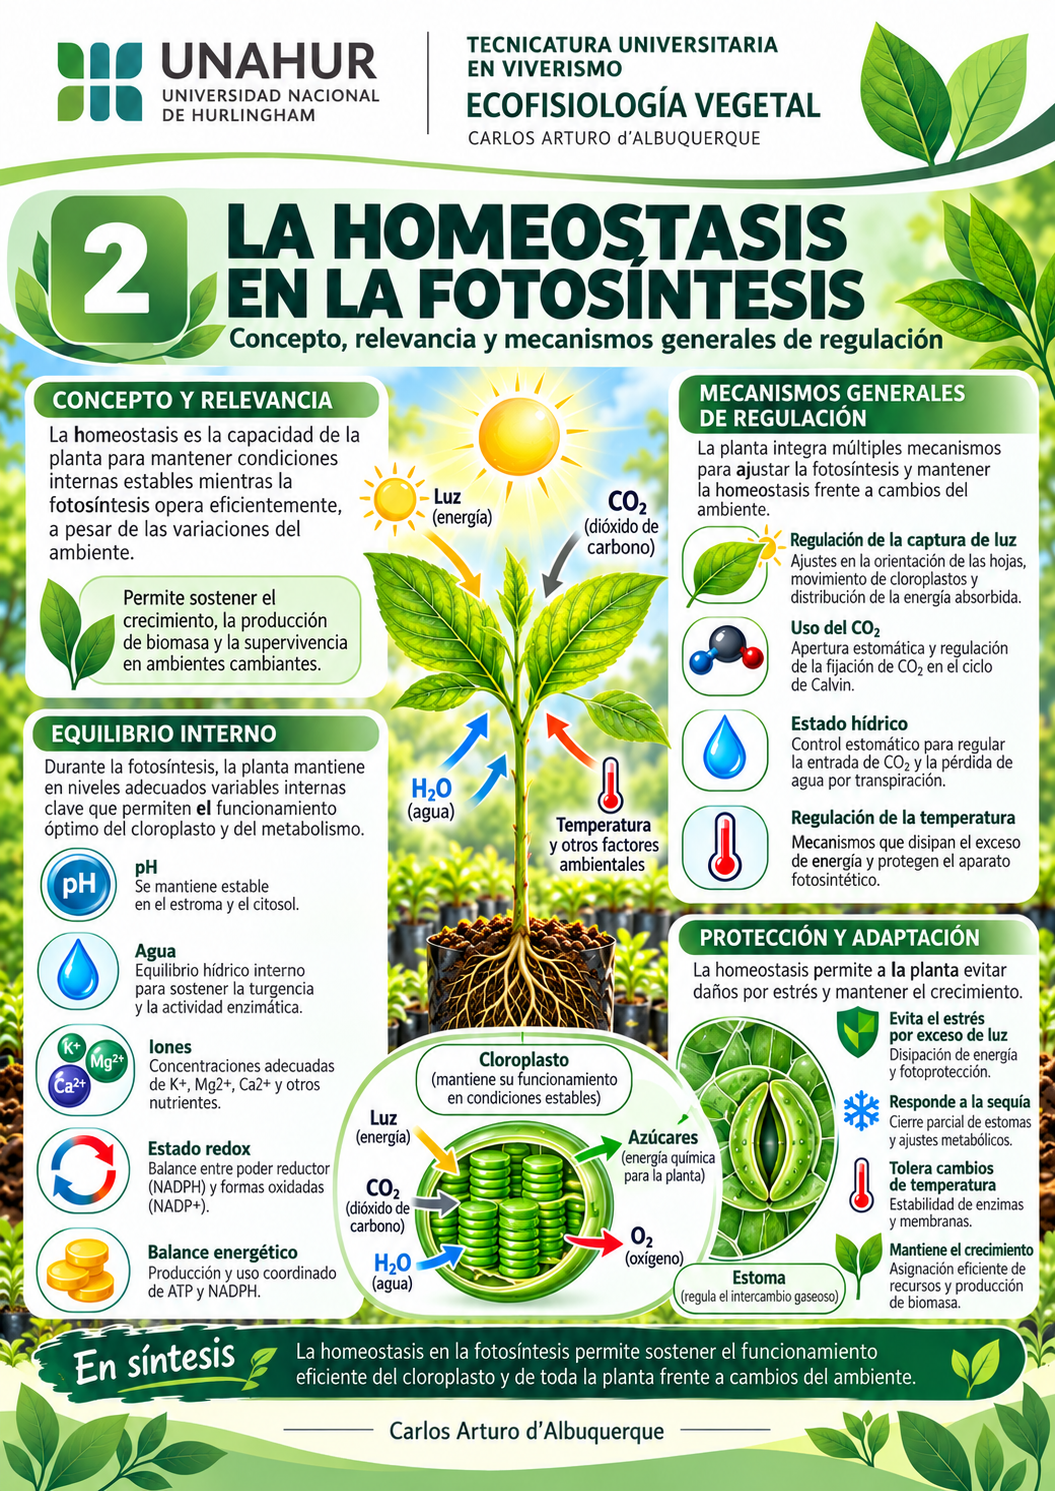 UNAHUR
UNIVERSIDAD NACIONAL
DE HURLINGHAM
TECNICATURA UNIVERSITARIA
EN VIVERISMO
ECOFISIOLOGÍA VEGETAL
CARLOS ARTURO d'ALBUQUERQUE
2
LA HOMEOSTASIS
EN LA FOTOSÍNTESIS
Concepto, relevancia y mecanismos generales de regulación
CONCEPTO Y RELEVANCIA
La homeostasis es la capacidad de la
planta para mantener condiciones
internas estables mientras la
fotosíntesis opera eficientemente,
a pesar de las variaciones del
ambiente.
Permite sostener el
crecimiento, la producción
de biomasa y la supervivencia
en ambientes cambiantes.
EQUILIBRIO INTERNO
Durante la fotosíntesis, la planta mantiene
en niveles adecuados variables internas
clave que permiten el funcionamiento
óptimo del cloroplasto y del metabolismo.
pH
pH
Se mantiene estable
en el estroma y el citosol.
Agua
Equilibrio hídrico interno
para sostener la turgencia
y la actividad enzimática.
K+
Mg2+
Ca2+
Iones
Concentraciones adecuadas
de K+, Mg2+, Ca2+ y otros
nutrientes.
Estado redox
Balance entre poder reductor
(NADPH) y formas oxidadas
(NADP+).
Balance energético
Producción y uso coordinado
de ATP y NADPH.
Luz
(energía)
CO₂
(dióxido de
carbono)
H₂O
(agua)
Temperatura
y otros factores
ambientales
Cloroplasto
(mantiene su funcionamiento
en condiciones estables)
Luz
(energía)
CO₂
(dióxido de
carbono)
H₂O
(agua)
Azúcares
(energía química
para la planta)
O₂
(oxígeno)
MECANISMOS GENERALES
DE REGULACIÓN
La planta integra múltiples mecanismos
para ajustar la fotosíntesis y mantener
la homeostasis frente a cambios del
ambiente.
Regulación de la captura de luz
Ajustes en la orientación de las hojas,
movimiento de cloroplastos y
distribución de la energía absorbida.
Uso del CO₂
Apertura estomática y regulación
de la fijación de CO₂ en el ciclo
de Calvin.
Estado hídrico
Control estomático para regular
la entrada de CO₂ y la pérdida de
agua por transpiración.
Regulación de la temperatura
Mecanismos que disipan el exceso
de energía y protegen el aparato
fotosintético.
PROTECCIÓN Y ADAPTACIÓN
La homeostasis permite a la planta evitar
daños por estrés y mantener el crecimiento.
Evita el estrés
por exceso de luz
Disipación de energía
y fotoprotección.
Responde a la sequía
Cierre parcial de estomas
y ajustes metabólicos.
Tolera cambios
de temperatura
Estabilidad de enzimas
y membranas.
Mantiene el crecimiento
Asignación eficiente de
recursos y producción
de biomasa.
Estoma
(regula el intercambio gaseoso)
En síntesis
La homeostasis en la fotosíntesis permite sostener el funcionamiento
eficiente del cloroplasto y de toda la planta frente a cambios del ambiente.
Carlos Arturo d'Albuquerque